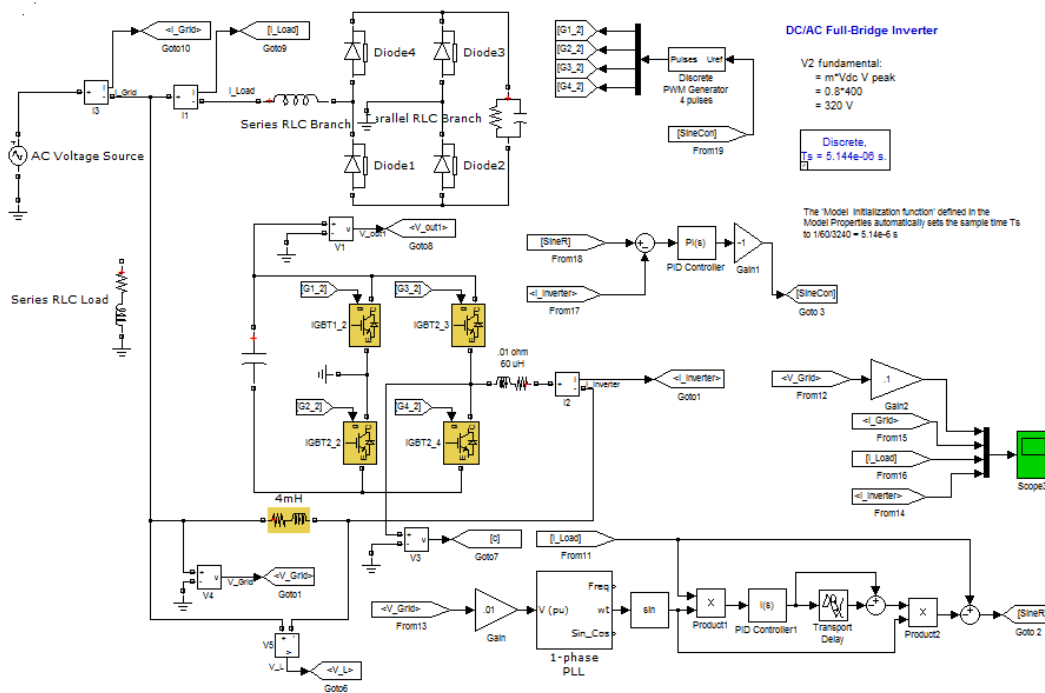 <I_Grid>
Goto10
[I_Load]
Goto9
I
I_Grid
I3
I
I1
I_Load
Series RLC Branch
Parallel RLC Branch
Diode4
Diode3
Diode1
Diode2
AC Voltage Source
Series RLC Load
[G1_2]
[G2_2]
[G3_2]
[G4_2]
Pulses
Uref
Discrete
PWM Generator
4 pulses
[SineCon]
From19
DC/AC Full-Bridge Inverter
V2 fundamental:
= m*Vdc V peak
= 0.8*400
= 320 V
Discrete,
Ts = 5.144e-06 s.
The 'Model Initialization function' defined in the
Model Properties automatically sets the sample time Ts
to 1/60/3240 = 5.14e-6 s
v
V1
V_out1
<V_out1>
Goto8
[SineR]
From18
<I_Inverter>
From17
PI(s)
PID Controller
-1
Gain1
[SineCon]
Goto 3
[G1_2]
IGBT1_2
[G3_2]
IGBT2_3
[G2_2]
IGBT2_2
[G4_2]
IGBT2_4
.01 ohm
60 uH
I
I_Inverter
I2
<I_Inverter>
Goto1
<V_Grid>
From12
.1
Gain2
<I_Grid>
From15
[I_Load]
From16
<I_Inverter>
From14
Scope3
4mH
v
V4
V_Grid
<V_Grid>
Goto1
v
V3
[c]
Goto7
V5
V_L
<V_L>
Goto6
[I_Load]
From11
<V_Grid>
From13
.01
Gain
V (pu)
Freq
wt
Sin_Cos
1-phase
PLL
sin
X
Product1
I(s)
PID Controller1
Transport
Delay
X
Product2
[SineR]
Goto 2